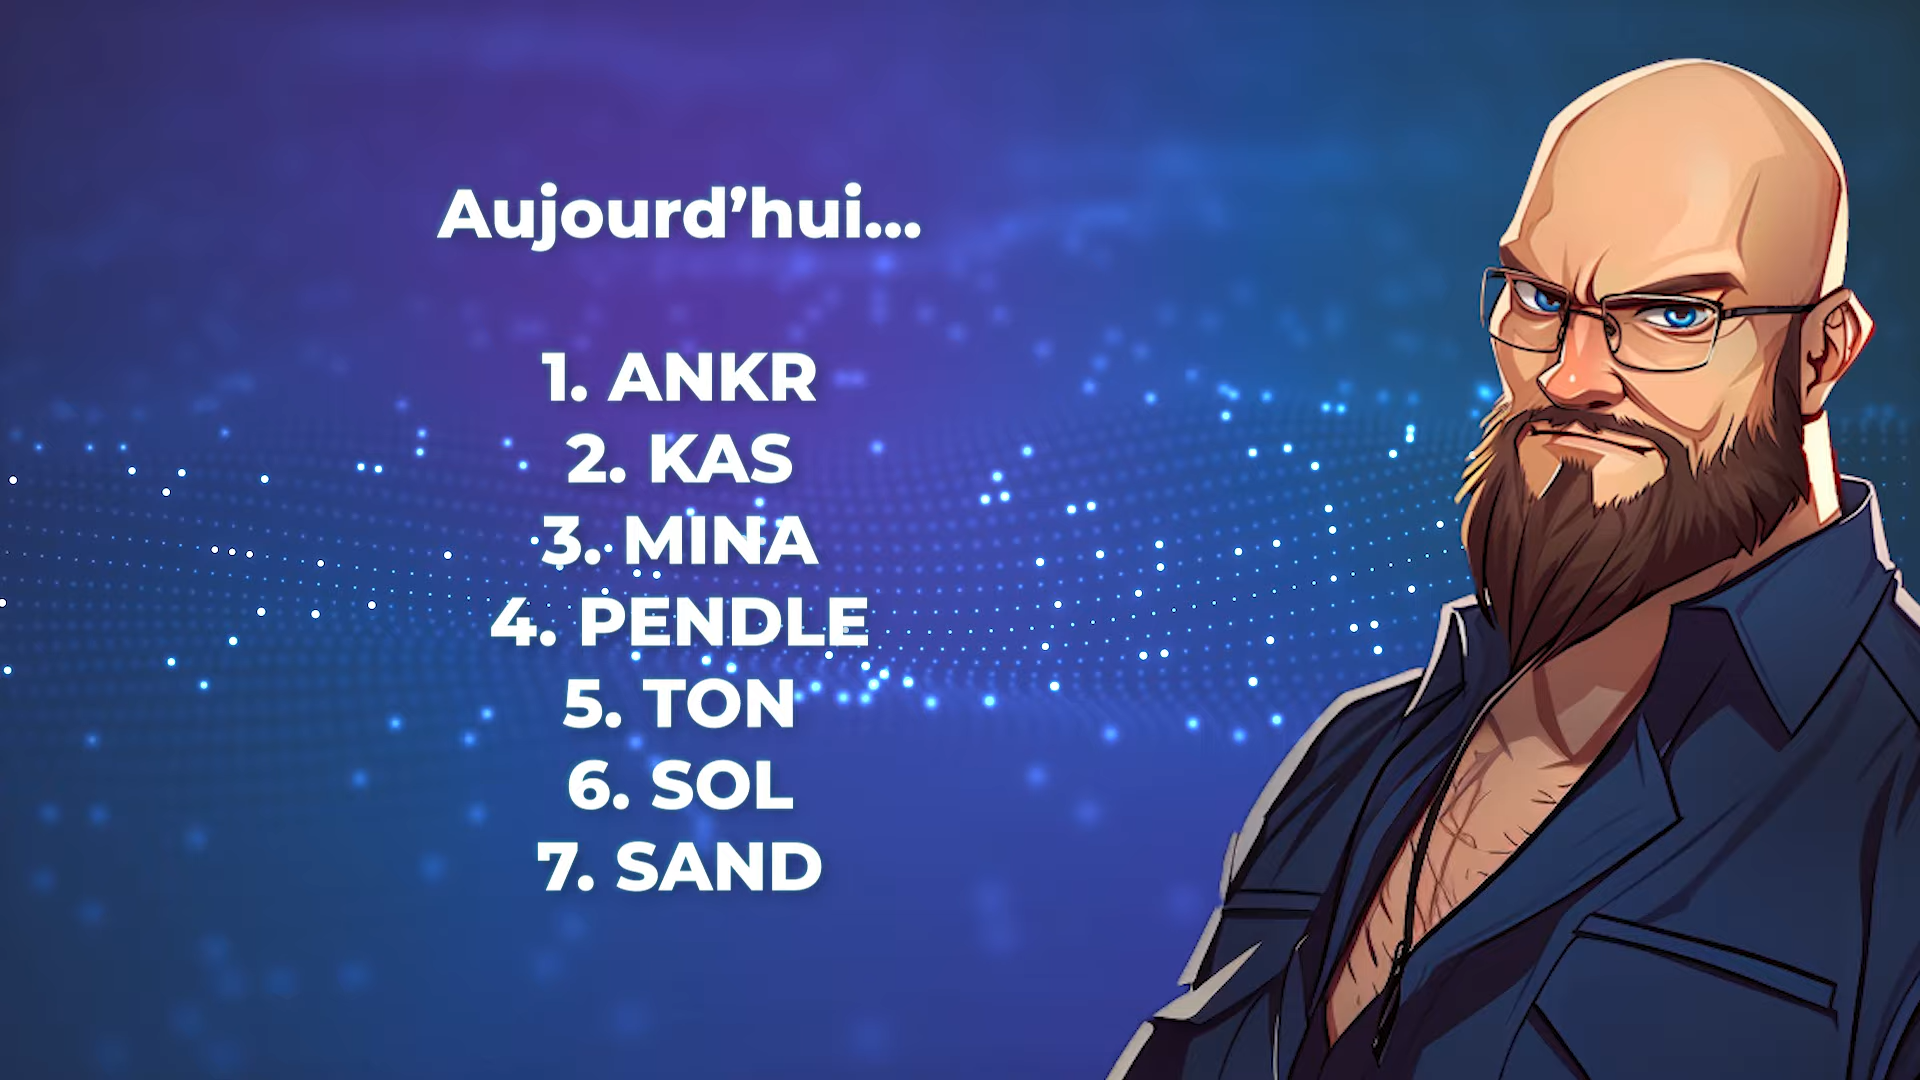 Aujourd’hui...
1. ANKR
2. KAS
3. MINA
4. PENDLE
5. TON
6. SOL
7. SAND